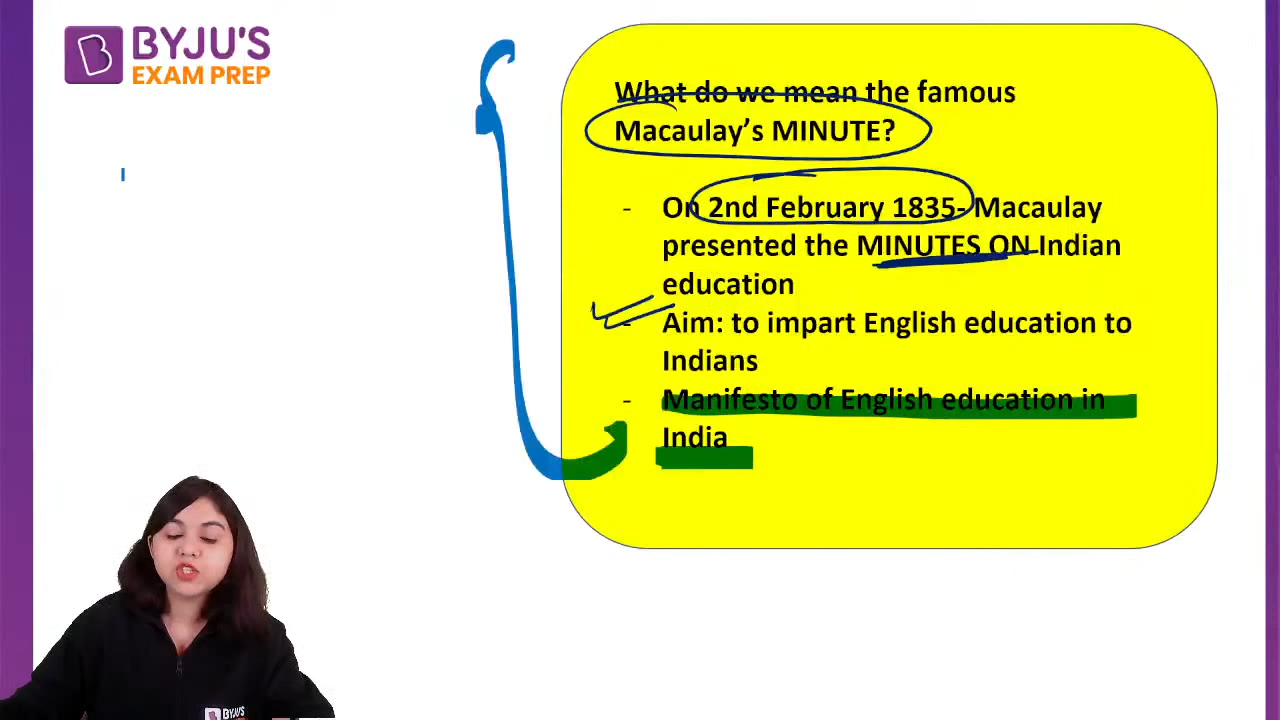 BYJU'S
EXAM PREP
What do we mean the famous
Macaulay's MINUTE?
- On 2nd February 1835- Macaulay
presented the MINUTES ON Indian
education
- Aim: to impart English education to
Indians
- Manifesto of English education in
India
BYJU'S